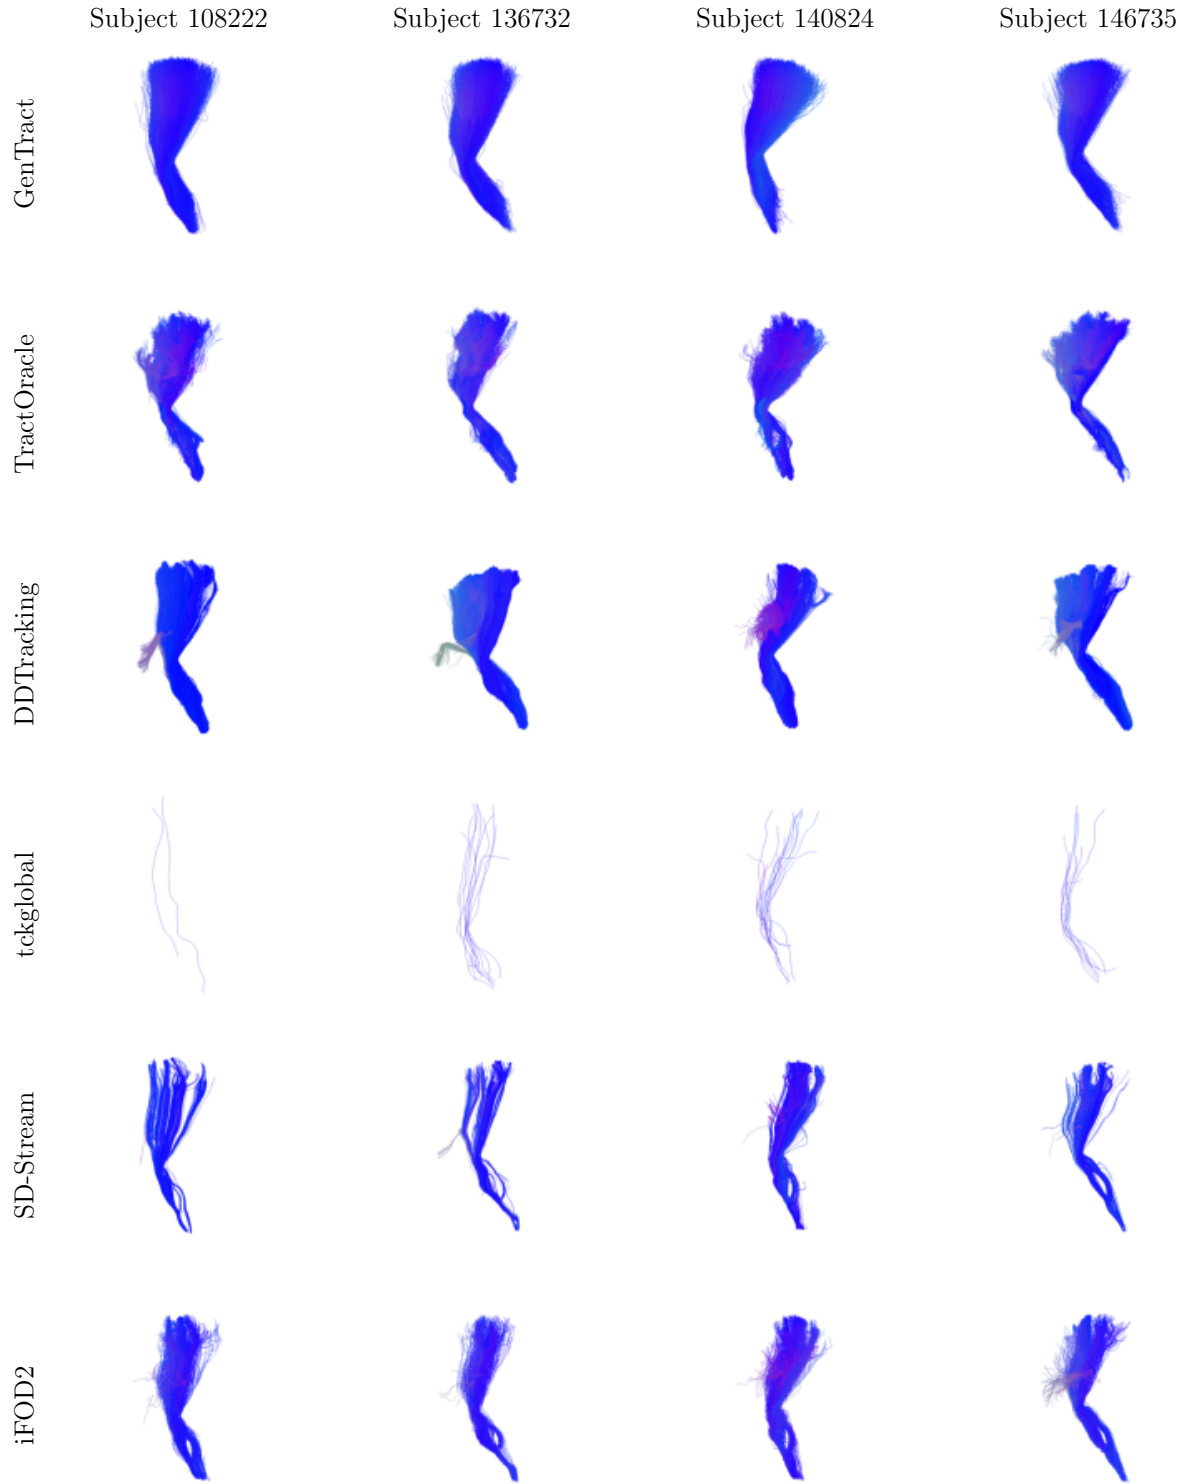 Subject 108222 Subject 136732 Subject 140824 Subject 146735
GenTract
TractOracle
DDTracking
tckglobal
SD-Stream
iFOD2